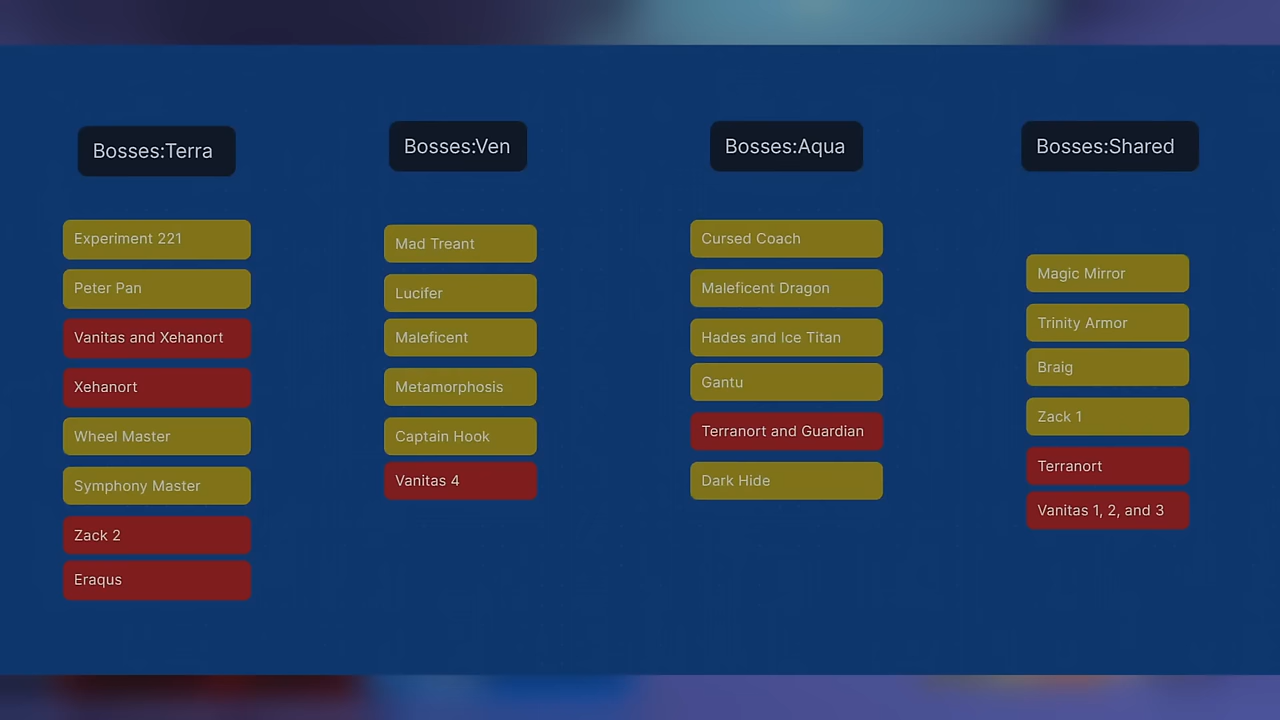 Bosses:Terra
Experiment 221
Peter Pan
Vanitas and Xehanort
Xehanort
Wheel Master
Symphony Master
Zack 2
Eraqus
Bosses:Ven
Mad Treant
Lucifer
Maleficent
Metamorphosis
Captain Hook
Vanitas 4
Bosses:Aqua
Cursed Coach
Maleficent Dragon
Hades and Ice Titan
Gantu
Terranort and Guardian
Dark Hide
Bosses:Shared
Magic Mirror
Trinity Armor
Braig
Zack 1
Terranort
Vanitas 1, 2, and 3